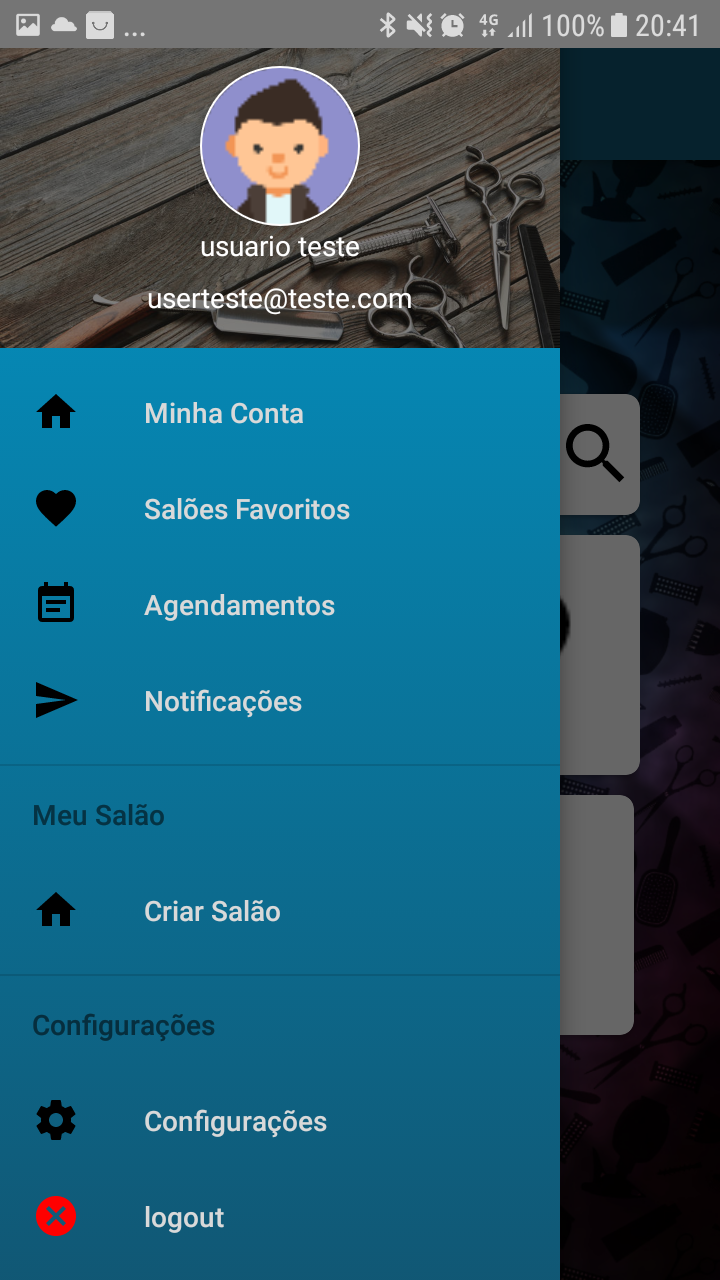 ... 4G 100% 20:41
usuario teste
userteste@teste.com
Minha Conta
Salões Favoritos
Agendamentos
Notificações
Meu Salão
Criar Salão
Configurações
Configurações
logout